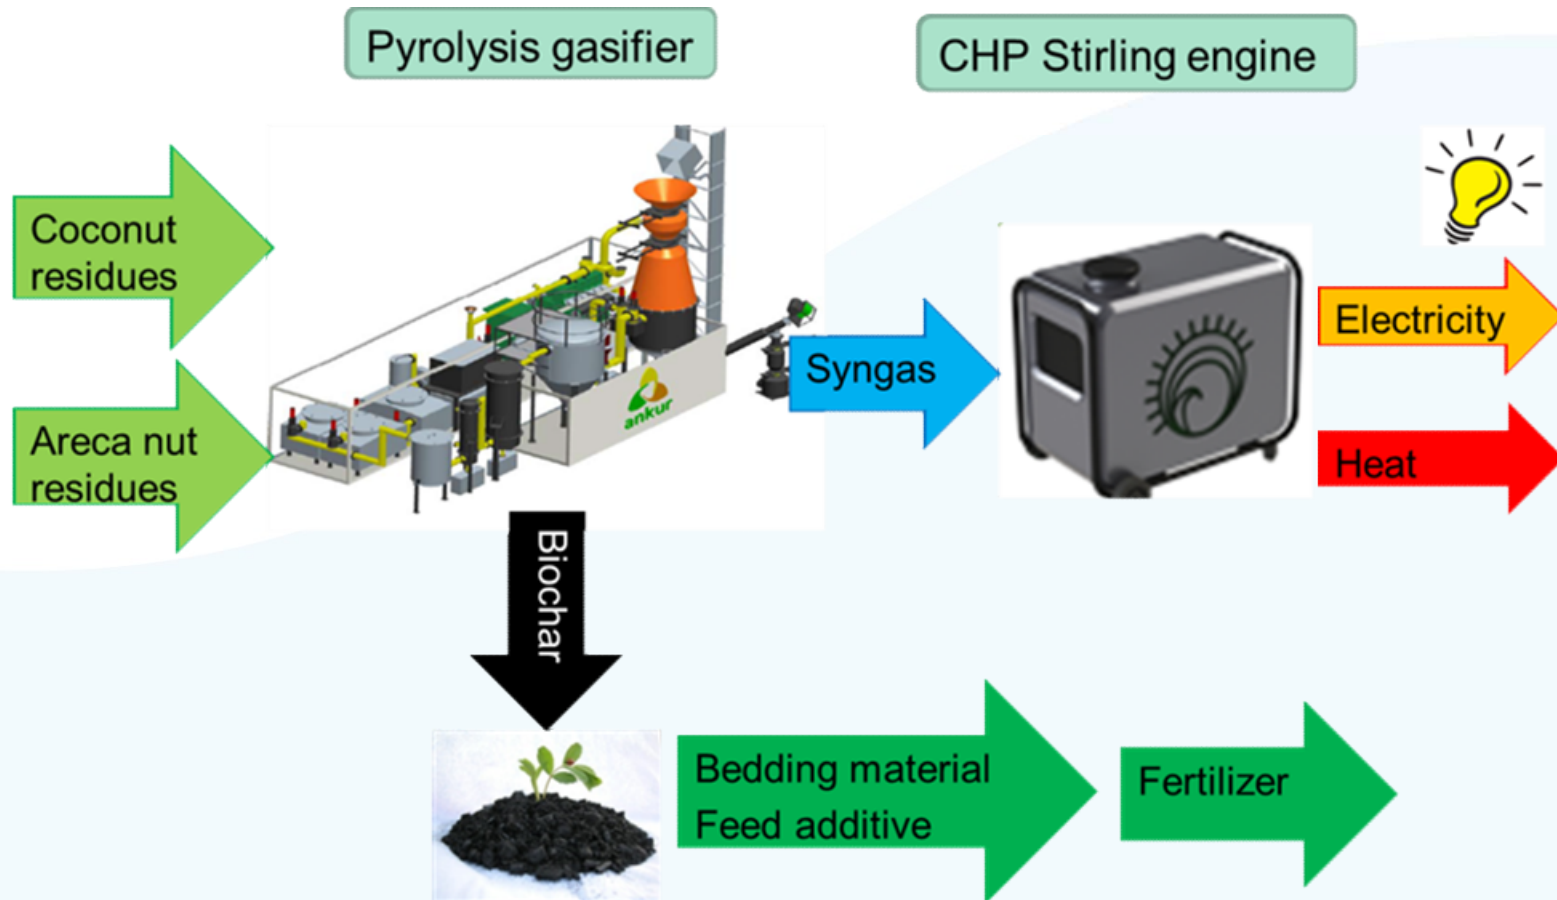 Pyrolysis gasifier
CHP Stirling engine
Coconut
residues
Areca nut
residues
ankur
Syngas
Electricity
Heat
Biochar
Bedding material
Feed additive
Fertilizer